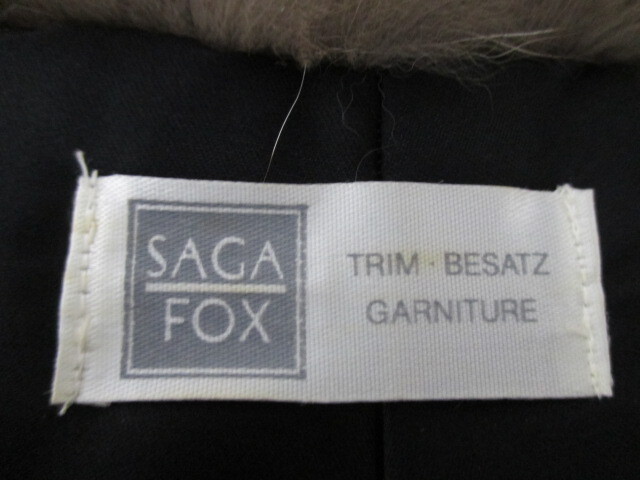 SAGA
FOX
TRIM · BESATZ
GARNITURE